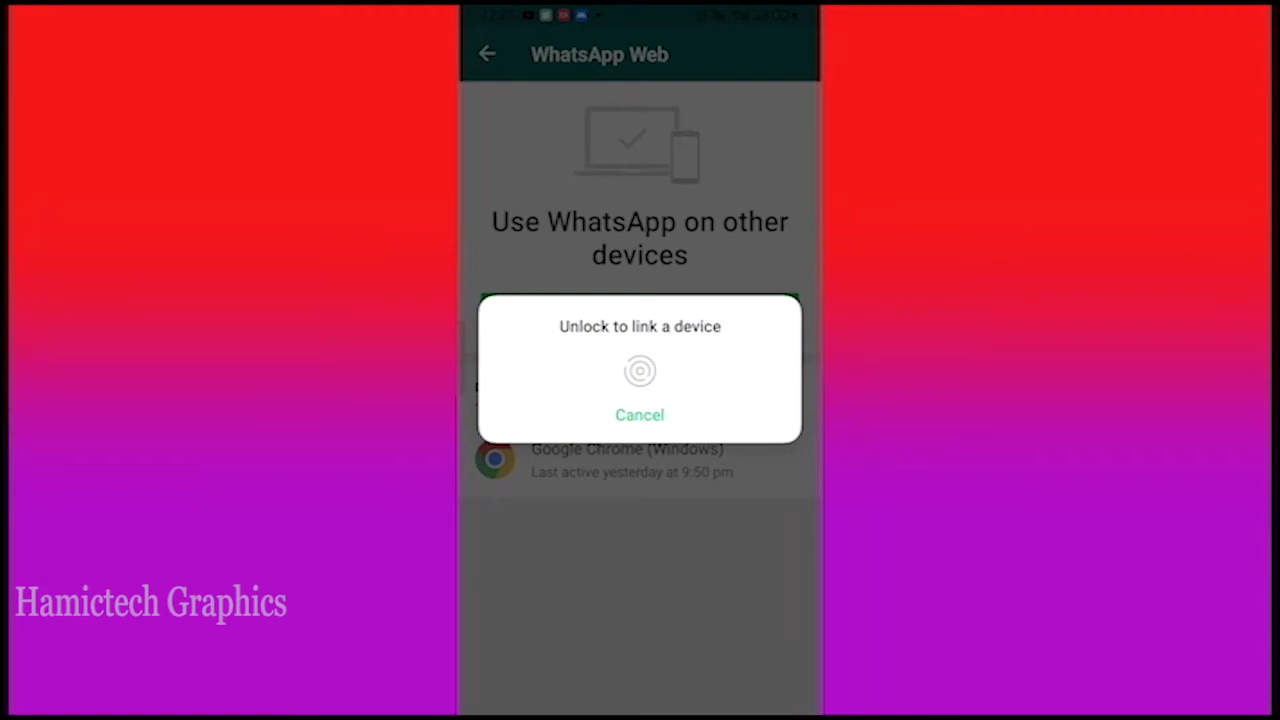 WhatsApp Web
Use WhatsApp on other
devices
Unlock to link a device
Cancel
Google Chrome (Windows)
Last active yesterday at 9:50 pm
Hamictech Graphics